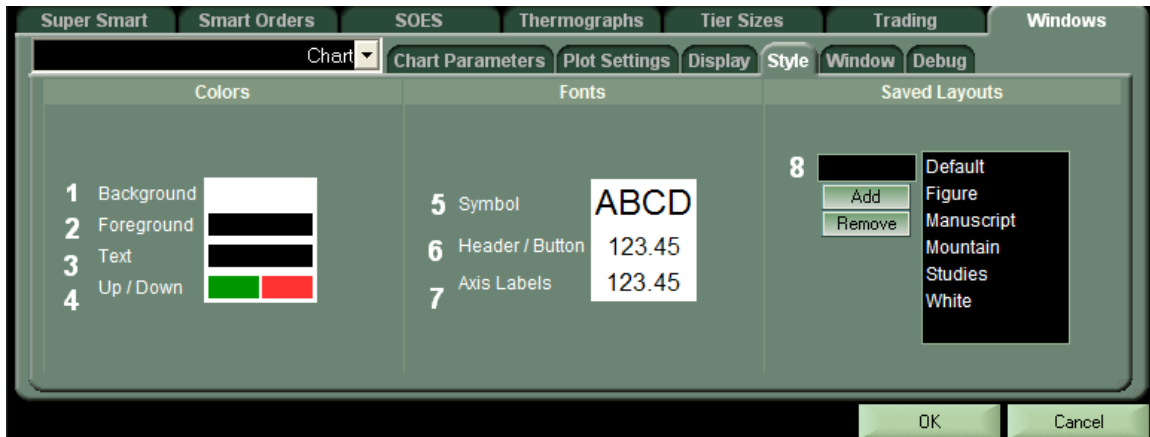 Super Smart Smart Orders SOES Thermographs Tier Sizes Trading Windows
Chart Chart Parameters Plot Settings Display Style Window Debug
Colors Fonts Saved Layouts
1 Background
2 Foreground
3 Text
4 Up / Down
5 Symbol ABCD
6 Header / Button 123.45
7 Axis Labels 123.45
8
Add
Remove
Default
Figure
Manuscript
Mountain
Studies
White
OK Cancel